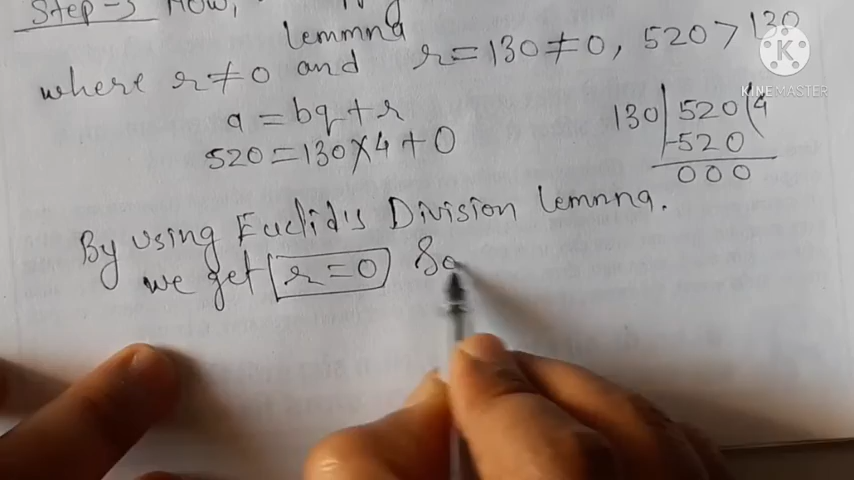 Step-3 Now,
lemmna
where r≠0 and r=130≠0, 520>130
a = bq+r
520=130×4+0
130|520(4
-520
000
By using Euclid's Division lemmna.
we get r=0 So
K
KINEMASTER